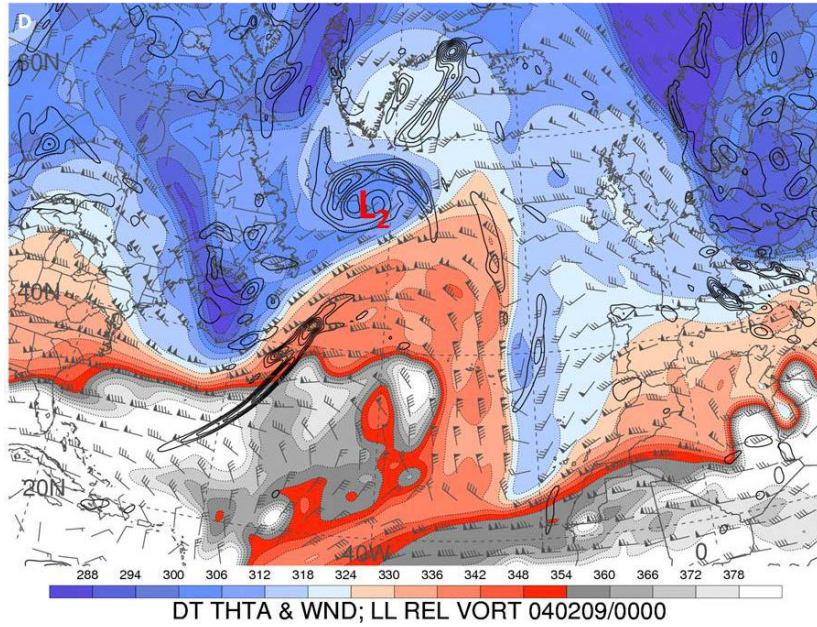 D
60N
L2
40N
20N
40W
0
0
288 294 300 306 312 318 324 330 336 342 348 354 360 366 372 378
DT THTA & WND; LL REL VORT 040209/0000